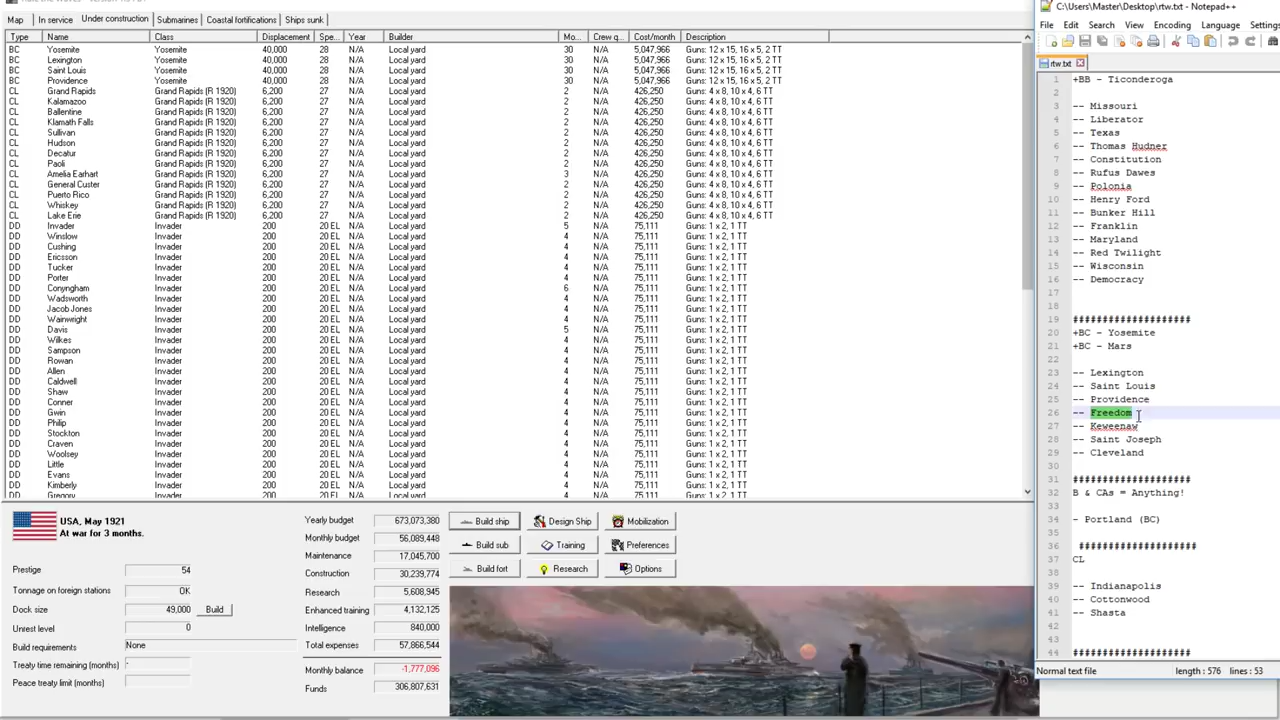 C:\Users\Master\Desktop\rtw.txt - Notepad++
Map In service Under construction Submarines Coastal fortifications Ships sunk
File Edit Search View Encoding Language Settings
rtw.txt
Type Name Class Displacement Spe... Year Builder Mo... Crew q... Cost/month Description
BC Yosemite Yosemite 40,000 28 N/A Local yard 30 N/A 5,047,966 Guns: 12 x 15, 16 x 5, 2 TT
BC Lexington Yosemite 40,000 28 N/A Local yard 30 N/A 5,047,966 Guns: 12 x 15, 16 x 5, 2 TT
BC Saint Louis Yosemite 40,000 28 N/A Local yard 30 N/A 5,047,966 Guns: 12 x 15, 16 x 5, 2 TT
BC Providence Yosemite 40,000 28 N/A Local yard 30 N/A 5,047,966 Guns: 12 x 15, 16 x 5, 2 TT
CL Grand Rapids Grand Rapids (R 1920) 6,200 27 N/A Local yard 2 N/A 426,250 Guns: 4 x 8, 10 x 4, 6 TT
CL Kalamazoo Grand Rapids (R 1920) 6,200 27 N/A Local yard 2 N/A 426,250 Guns: 4 x 8, 10 x 4, 6 TT
CL Ballentine Grand Rapids (R 1920) 6,200 27 N/A Local yard 2 N/A 426,250 Guns: 4 x 8, 10 x 4, 6 TT
CL Klamath Falls Grand Rapids (R 1920) 6,200 27 N/A Local yard 2 N/A 426,250 Guns: 4 x 8, 10 x 4, 6 TT
CL Sullivan Grand Rapids (R 1920) 6,200 27 N/A Local yard 2 N/A 426,250 Guns: 4 x 8, 10 x 4, 6 TT
CL Hudson Grand Rapids (R 1920) 6,200 27 N/A Local yard 2 N/A 426,250 Guns: 4 x 8, 10 x 4, 6 TT
CL Decatur Grand Rapids (R 1920) 6,200 27 N/A Local yard 2 N/A 426,250 Guns: 4 x 8, 10 x 4, 6 TT
CL Paoli Grand Rapids (R 1920) 6,200 27 N/A Local yard 2 N/A 426,250 Guns: 4 x 8, 10 x 4, 6 TT
CL Amelia Earhart Grand Rapids (R 1920) 6,200 27 N/A Local yard 3 N/A 426,250 Guns: 4 x 8, 10 x 4, 6 TT
CL General Custer Grand Rapids (R 1920) 6,200 27 N/A Local yard 2 N/A 426,250 Guns: 4 x 8, 10 x 4, 6 TT
CL Puerto Rico Grand Rapids (R 1920) 6,200 27 N/A Local yard 2 N/A 426,250 Guns: 4 x 8, 10 x 4, 6 TT
CL Whiskey Grand Rapids (R 1920) 6,200 27 N/A Local yard 2 N/A 426,250 Guns: 4 x 8, 10 x 4, 6 TT
CL Lake Erie Grand Rapids (R 1920) 6,200 27 N/A Local yard 2 N/A 426,250 Guns: 4 x 8, 10 x 4, 6 TT
DD Invader Invader 200 20 EL N/A Local yard 5 N/A 75,111 Guns: 1 x 2, 1 TT
DD Winslow Invader 200 20 EL N/A Local yard 4 N/A 75,111 Guns: 1 x 2, 1 TT
DD Cushing Invader 200 20 EL N/A Local yard 4 N/A 75,111 Guns: 1 x 2, 1 TT
DD Ericsson Invader 200 20 EL N/A Local yard 4 N/A 75,111 Guns: 1 x 2, 1 TT
DD Tucker Invader 200 20 EL N/A Local yard 4 N/A 75,111 Guns: 1 x 2, 1 TT
DD Porter Invader 200 20 EL N/A Local yard 4 N/A 75,111 Guns: 1 x 2, 1 TT
DD Conyngham Invader 200 20 EL N/A Local yard 6 N/A 75,111 Guns: 1 x 2, 1 TT
DD Wadsworth Invader 200 20 EL N/A Local yard 4 N/A 75,111 Guns: 1 x 2, 1 TT
DD Jacob Jones Invader 200 20 EL N/A Local yard 4 N/A 75,111 Guns: 1 x 2, 1 TT
DD Wainwright Invader 200 20 EL N/A Local yard 4 N/A 75,111 Guns: 1 x 2, 1 TT
DD Davis Invader 200 20 EL N/A Local yard 5 N/A 75,111 Guns: 1 x 2, 1 TT
DD Wilkes Invader 200 20 EL N/A Local yard 4 N/A 75,111 Guns: 1 x 2, 1 TT
DD Sampson Invader 200 20 EL N/A Local yard 4 N/A 75,111 Guns: 1 x 2, 1 TT
DD Rowan Invader 200 20 EL N/A Local yard 4 N/A 75,111 Guns: 1 x 2, 1 TT
DD Allen Invader 200 20 EL N/A Local yard 4 N/A 75,111 Guns: 1 x 2, 1 TT
DD Caldwell Invader 200 20 EL N/A Local yard 4 N/A 75,111 Guns: 1 x 2, 1 TT
DD Shaw Invader 200 20 EL N/A Local yard 4 N/A 75,111 Guns: 1 x 2, 1 TT
DD Conner Invader 200 20 EL N/A Local yard 4 N/A 75,111 Guns: 1 x 2, 1 TT
DD Gwin Invader 200 20 EL N/A Local yard 4 N/A 75,111 Guns: 1 x 2, 1 TT
DD Philip Invader 200 20 EL N/A Local yard 4 N/A 75,111 Guns: 1 x 2, 1 TT
DD Stockton Invader 200 20 EL N/A Local yard 4 N/A 75,111 Guns: 1 x 2, 1 TT
DD Craven Invader 200 20 EL N/A Local yard 4 N/A 75,111 Guns: 1 x 2, 1 TT
DD Woolsey Invader 200 20 EL N/A Local yard 4 N/A 75,111 Guns: 1 x 2, 1 TT
DD Little Invader 200 20 EL N/A Local yard 4 N/A 75,111 Guns: 1 x 2, 1 TT
DD Evans Invader 200 20 EL N/A Local yard 4 N/A 75,111 Guns: 1 x 2, 1 TT
DD Kimberly Invader 200 20 EL N/A Local yard 4 N/A 75,111 Guns: 1 x 2, 1 TT
DD Gregory Invader 200 20 EL N/A Local yard 4 N/A 75,111 Guns: 1 x 2, 1 TT
USA, May 1921
At war for 3 months.
Prestige 54
Tonnage on foreign stations OK
Dock size 49,000 Build
Unrest level 0
Build requirements None
Treaty time remaining (months) -
Peace treaty limit (months)
Yearly budget 673,073,380
Monthly budget 56,089,448
Maintenance 17,045,700
Construction 30,239,774
Research 5,608,945
Enhanced training 4,132,125
Intelligence 840,000
Total expenses 57,866,544
Monthly balance -1,777,096
Funds 306,807,631
Build ship Design Ship Mobilization
Build sub Training Preferences
Build fort Research Options
1 +BB - Ticonderoga
2
3 -- Missouri
4 -- Liberator
5 -- Texas
6 -- Thomas Hudner
7 -- Constitution
8 -- Rufus Dawes
9 -- Polonia
10 -- Henry Ford
11 -- Bunker Hill
12 -- Franklin
13 -- Maryland
14 -- Red Twilight
15 -- Wisconsin
16 -- Democracy
17
18
19 ####################
20 +BC - Yosemite
21 +BC - Mars
22
23 -- Lexington
24 -- Saint Louis
25 -- Providence
26 -- Freedom
27 -- Keweenaw
28 -- Saint Joseph
29 -- Cleveland
30
31 ####################
32 B & CAs = Anything!
33
34 - Portland (BC)
35
36 ####################
37 CL
38
39 -- Indianapolis
40 -- Cottonwood
41 -- Shasta
42
43
44 ####################
Normal text file length : 576 lines : 53